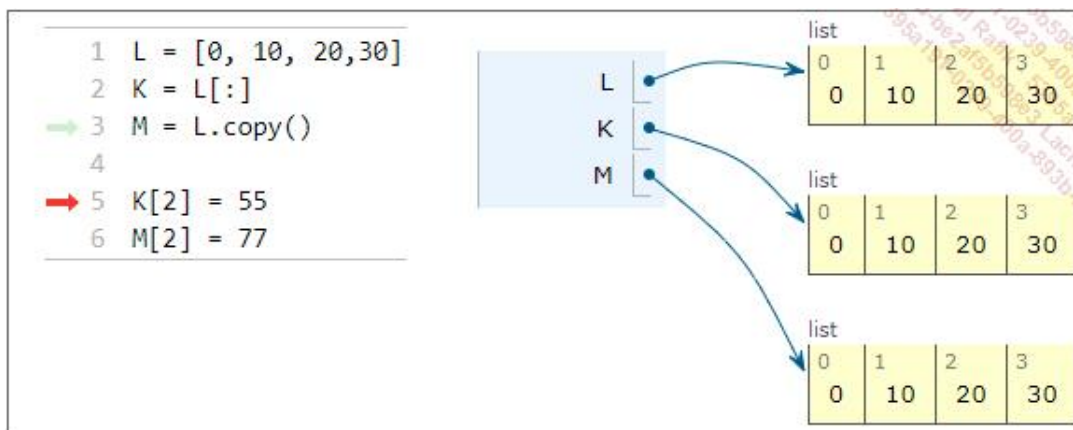 1 L = [0, 10, 20,30]
2 K = L[:]
3 M = L.copy()
4
5 K[2] = 55
6 M[2] = 77
L
K
M
list
0 1 2 3
0 10 20 30
list
0 1 2 3
0 10 20 30
list
0 1 2 3
0 10 20 30